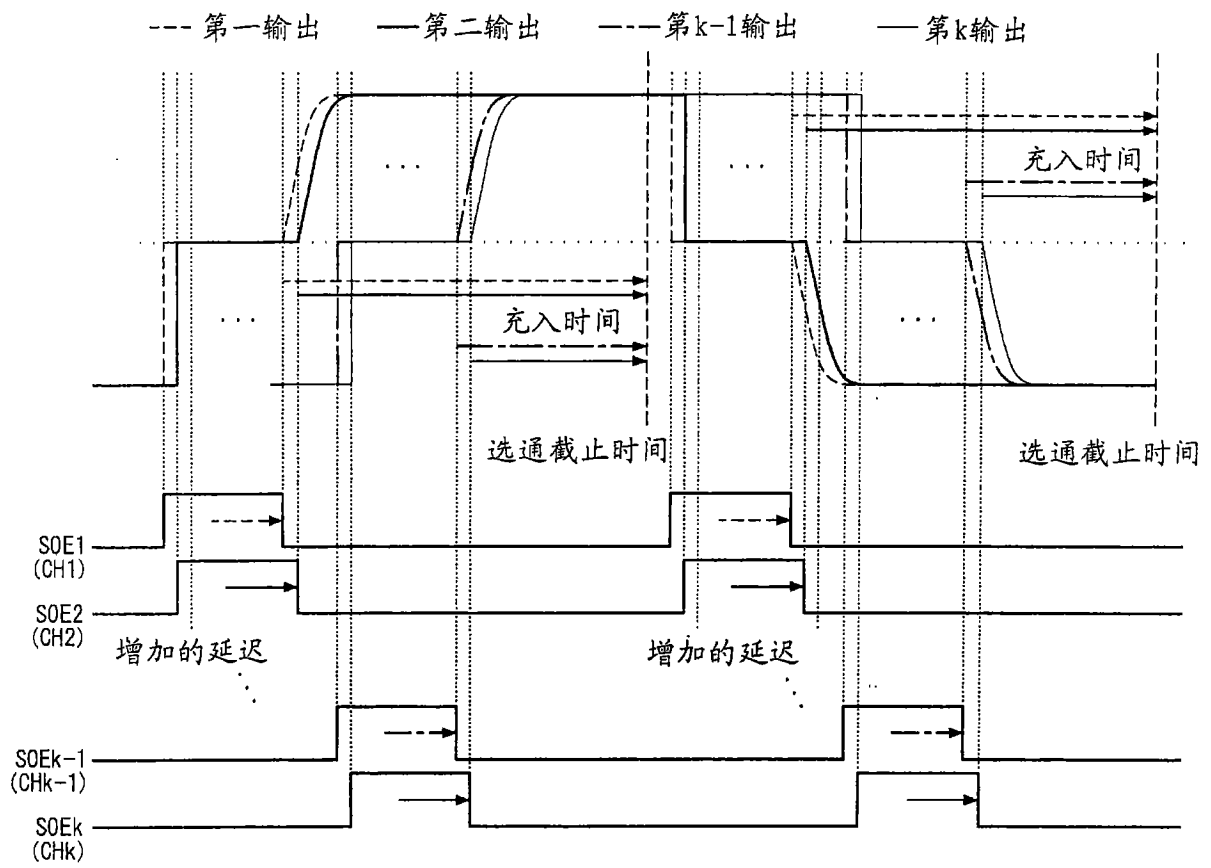 第一输出 第二输出 第k-1输出 第k输出
充入时间
充入时间
选通截止时间 选通截止时间
SOE1
(CH1)
SOE2
(CH2)
增加的延迟 增加的延迟
SOEk-1
(CHk-1)
SOEk
(CHk)